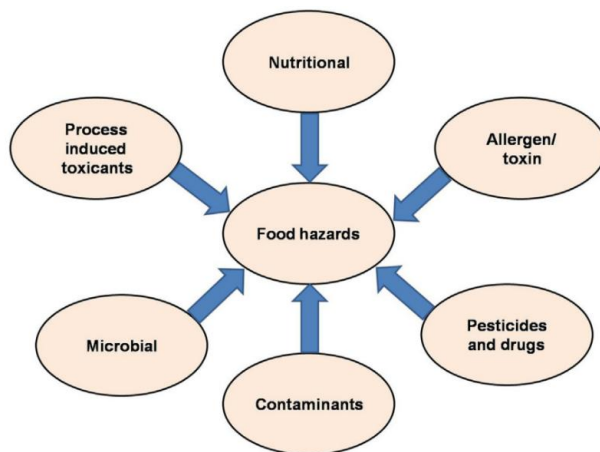 Nutritional
Process
induced
toxicants
Allergen/
toxin
Food hazards
Microbial
Pesticides
and drugs
Contaminants